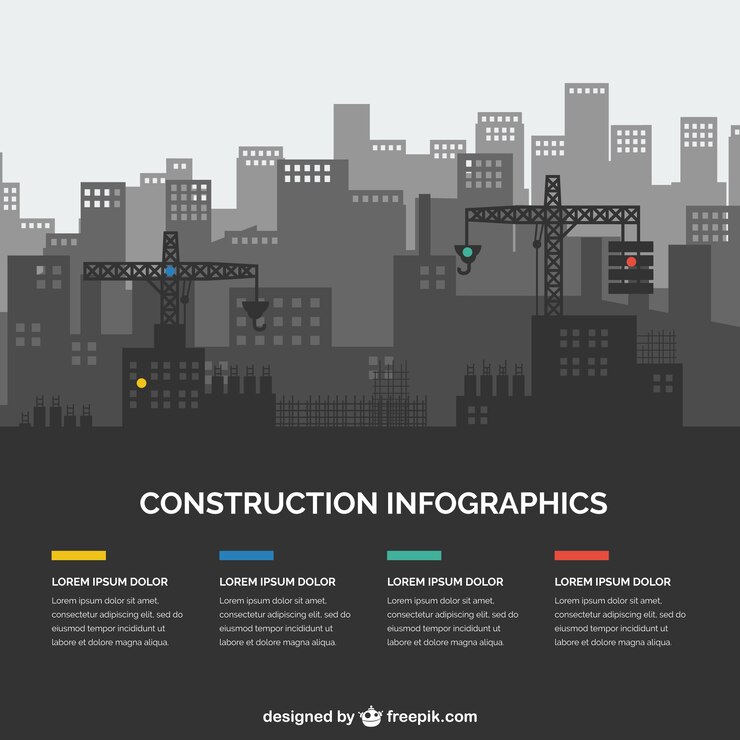 CONSTRUCTION INFOGRAPHICS
LOREM IPSUM DOLOR
Lorem ipsum dolor sit amet,
consectetur adipiscing elit, sed do
eiusmod tempor incididunt ut
labore et dolore magna aliqua.
LOREM IPSUM DOLOR
Lorem ipsum dolor sit amet,
consectetur adipiscing elit, sed do
eiusmod tempor incididunt ut
labore et dolore magna aliqua.
LOREM IPSUM DOLOR
Lorem ipsum dolor sit amet,
consectetur adipiscing elit, sed do
eiusmod tempor incididunt ut
labore et dolore magna aliqua.
LOREM IPSUM DOLOR
Lorem ipsum dolor sit amet,
consectetur adipiscing elit, sed do
eiusmod tempor incididunt ut
labore et dolore magna aliqua.
designed by freepik.com